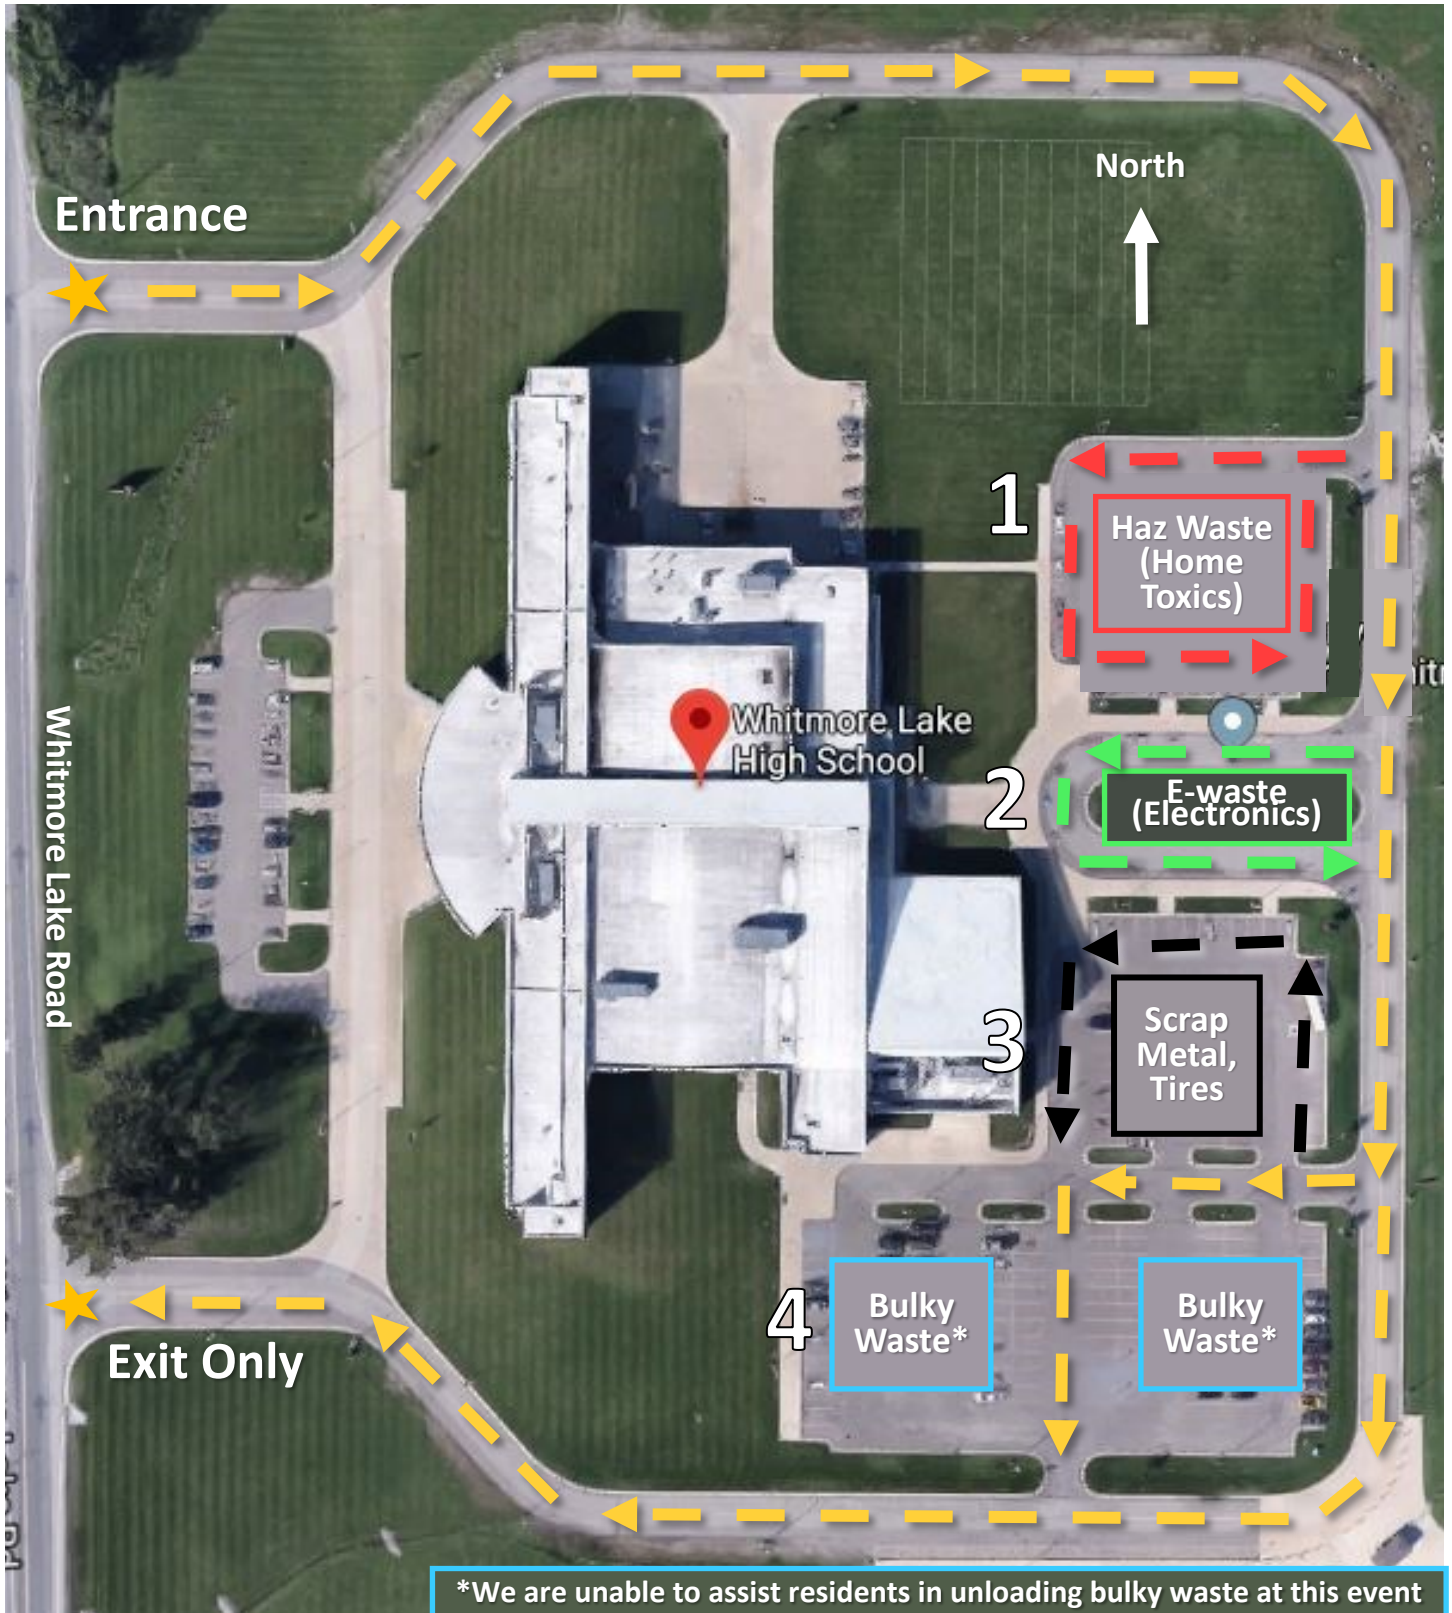 Entrance
North
1
Haz Waste
(Home
Toxics)
Whitmore Lake
High School
2
E-waste
(Electronics)
Whitmore Lake Road
3
Scrap
Metal,
Tires
4
Bulky
Waste*
Bulky
Waste*
Exit Only
*We are unable to assist residents in unloading bulky waste at this event